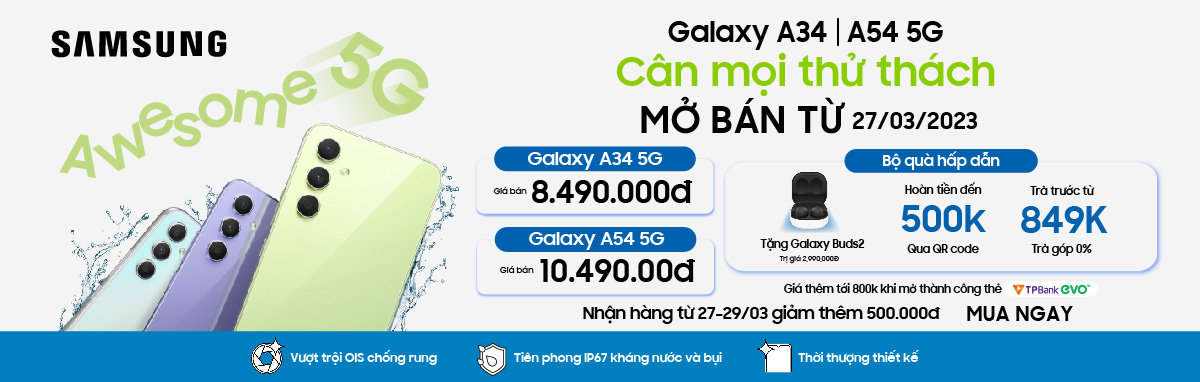 SAMSUNG
Awesome 5G
Galaxy A34 | A54 5G
Cân mọi thử thách
MỞ BÁN TỪ 27/03/2023
Galaxy A34 5G
Giá bán 8.490.000đ
Galaxy A54 5G
Giá bán 10.490.00đ
Bộ quà hấp dẫn
Tặng Galaxy Buds2
Trị giá 2,990,000Đ
Hoàn tiền đến
500k
Qua QR code
Trả trước từ
849K
Trả góp 0%
Giá thêm tới 800k khi mở thành công thẻ TPBank evo
Nhận hàng từ 27-29/03 giảm thêm 500.000đ MUA NGAY
Vượt trội OIS chống rung
Tiên phong IP67 kháng nước và bụi
Thời thượng thiết kế